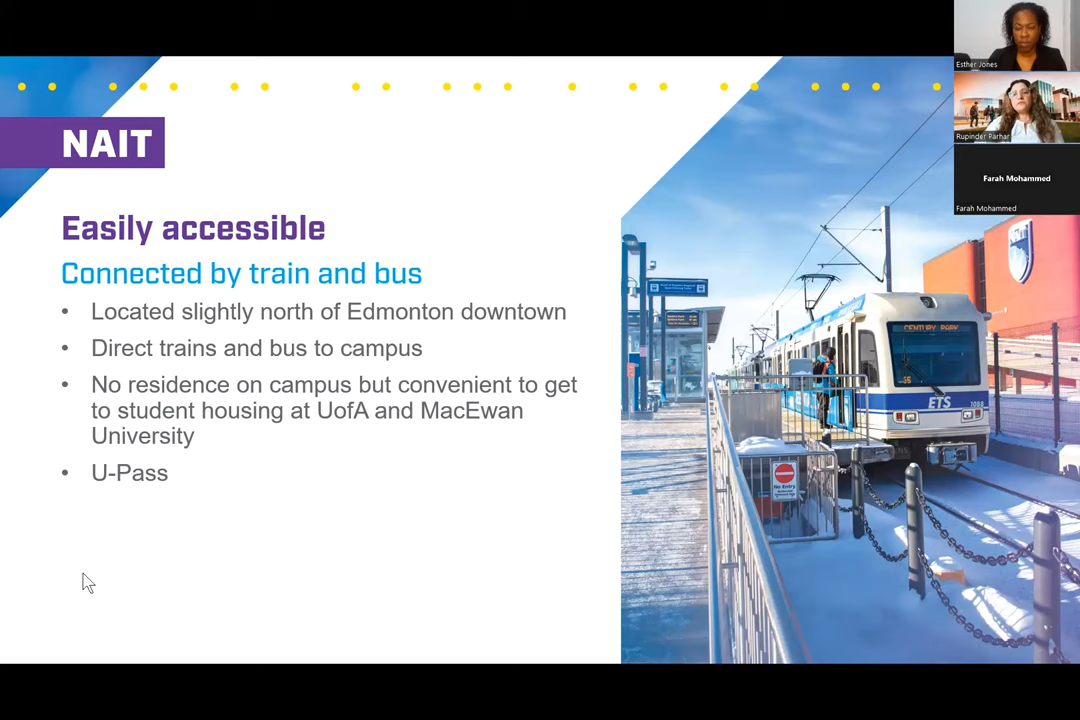 NAIT
Easily accessible
Connected by train and bus
• Located slightly north of Edmonton downtown
• Direct trains and bus to campus
• No residence on campus but convenient to get
to student housing at UofA and MacEwan
University
• U-Pass
Esther Jones
Rupinder Parhar
Farah Mohammed
Farah Mohammed
NAIT
CENTURY PARK
ETS 1088
No Entry